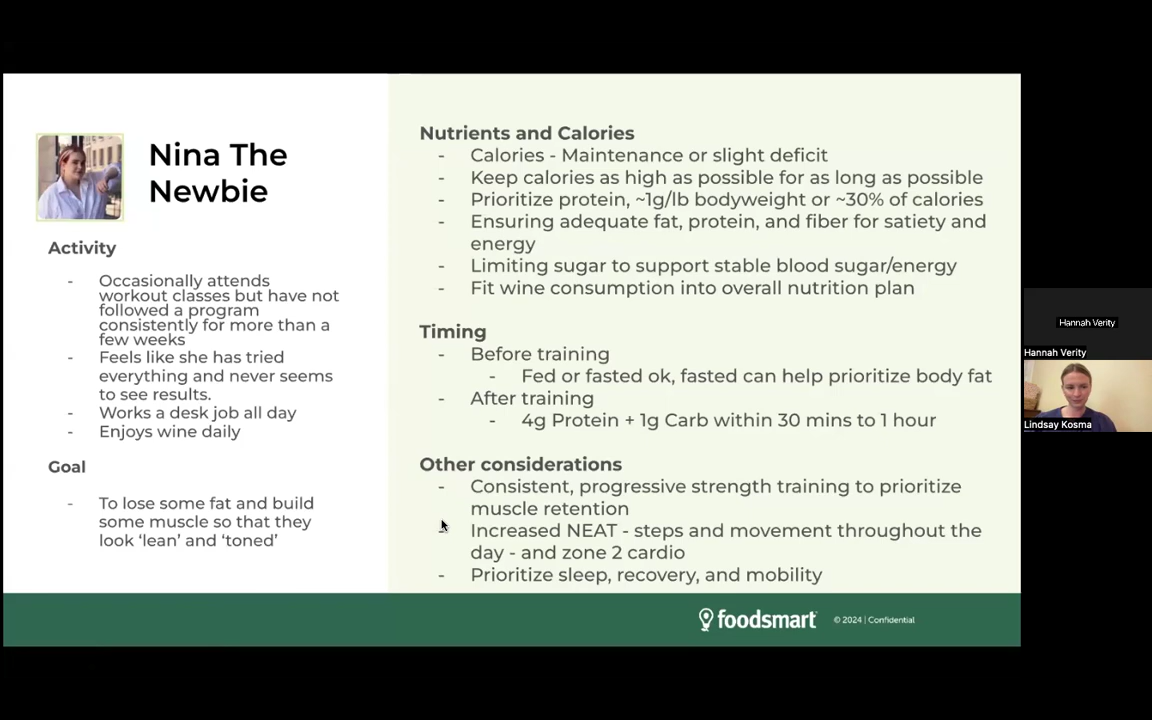 Nina The
Newbie
Activity
- Occasionally attends
workout classes but have not
followed a program
consistently for more than a
few weeks
- Feels like she has tried
everything and never seems
to see results.
- Works a desk job all day
- Enjoys wine daily
Goal
- To lose some fat and build
some muscle so that they
look ‘lean’ and ‘toned’
Nutrients and Calories
- Calories - Maintenance or slight deficit
- Keep calories as high as possible for as long as possible
- Prioritize protein, ~1g/lb bodyweight or ~30% of calories
- Ensuring adequate fat, protein, and fiber for satiety and
energy
- Limiting sugar to support stable blood sugar/energy
- Fit wine consumption into overall nutrition plan
Timing
- Before training
- Fed or fasted ok, fasted can help prioritize body fat
- After training
- 4g Protein + 1g Carb within 30 mins to 1 hour
Other considerations
- Consistent, progressive strength training to prioritize
muscle retention
- Increased NEAT - steps and movement throughout the
day - and zone 2 cardio
- Prioritize sleep, recovery, and mobility
foodsmart
© 2024 | Confidential
Hannah Verity
Hannah Verity
Lindsay Kosma